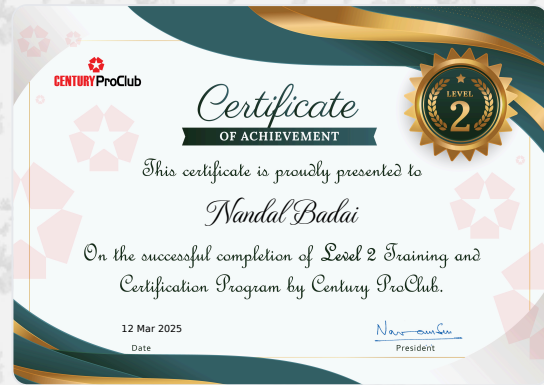 CENTURY ProClub
LEVEL
2
Certificate
OF ACHIEVEMENT
This certificate is proudly presented to
Nandal Badai
On the successful completion of Level 2 Training and
Certification Program by Century ProClub.
12 Mar 2025
Date
President